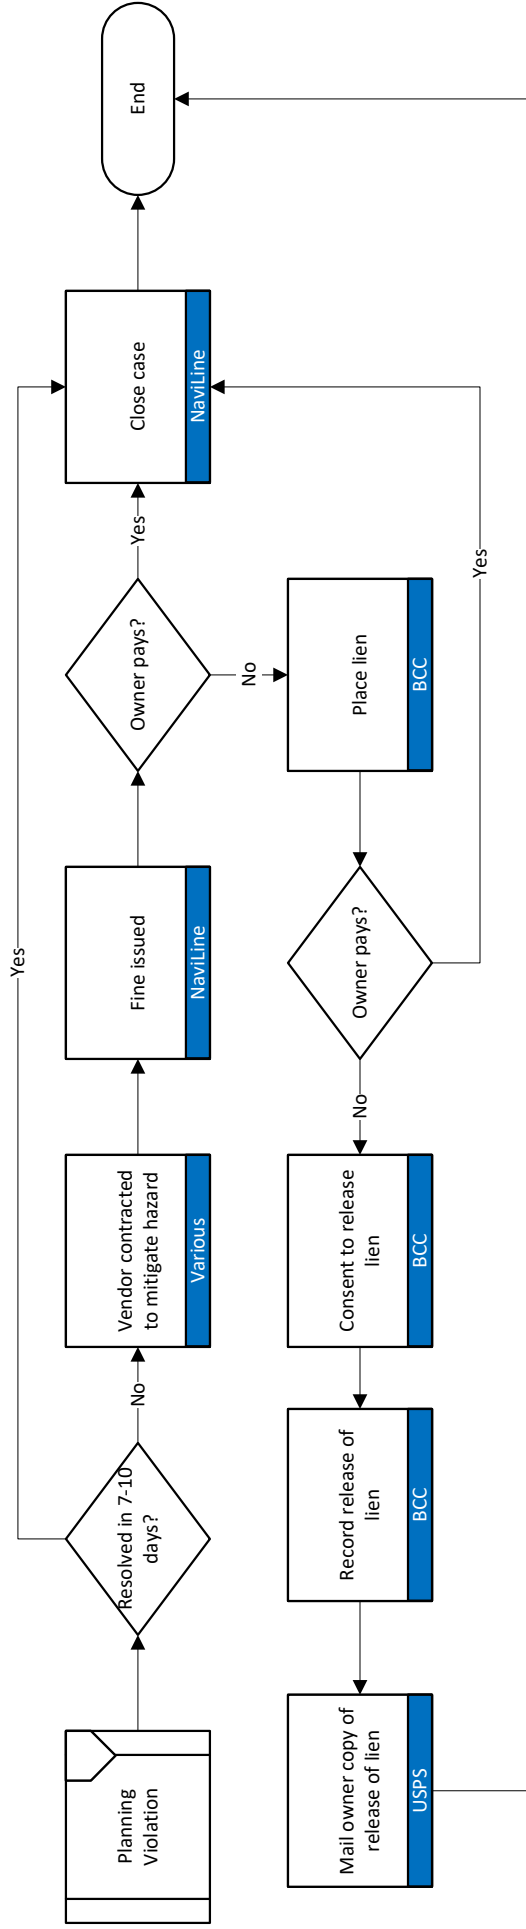 Planning
Violation
Resolved in 7-10
days?
Yes
No
Vendor contracted
to mitigate hazard
Various
Fine issued
NaviLine
Owner pays?
Yes
No
Close case
NaviLine
End
Place lien
BCC
Owner pays?
Yes
No
Consent to release
lien
BCC
Record release of
lien
BCC
Mail owner copy of
release of lien
USPS